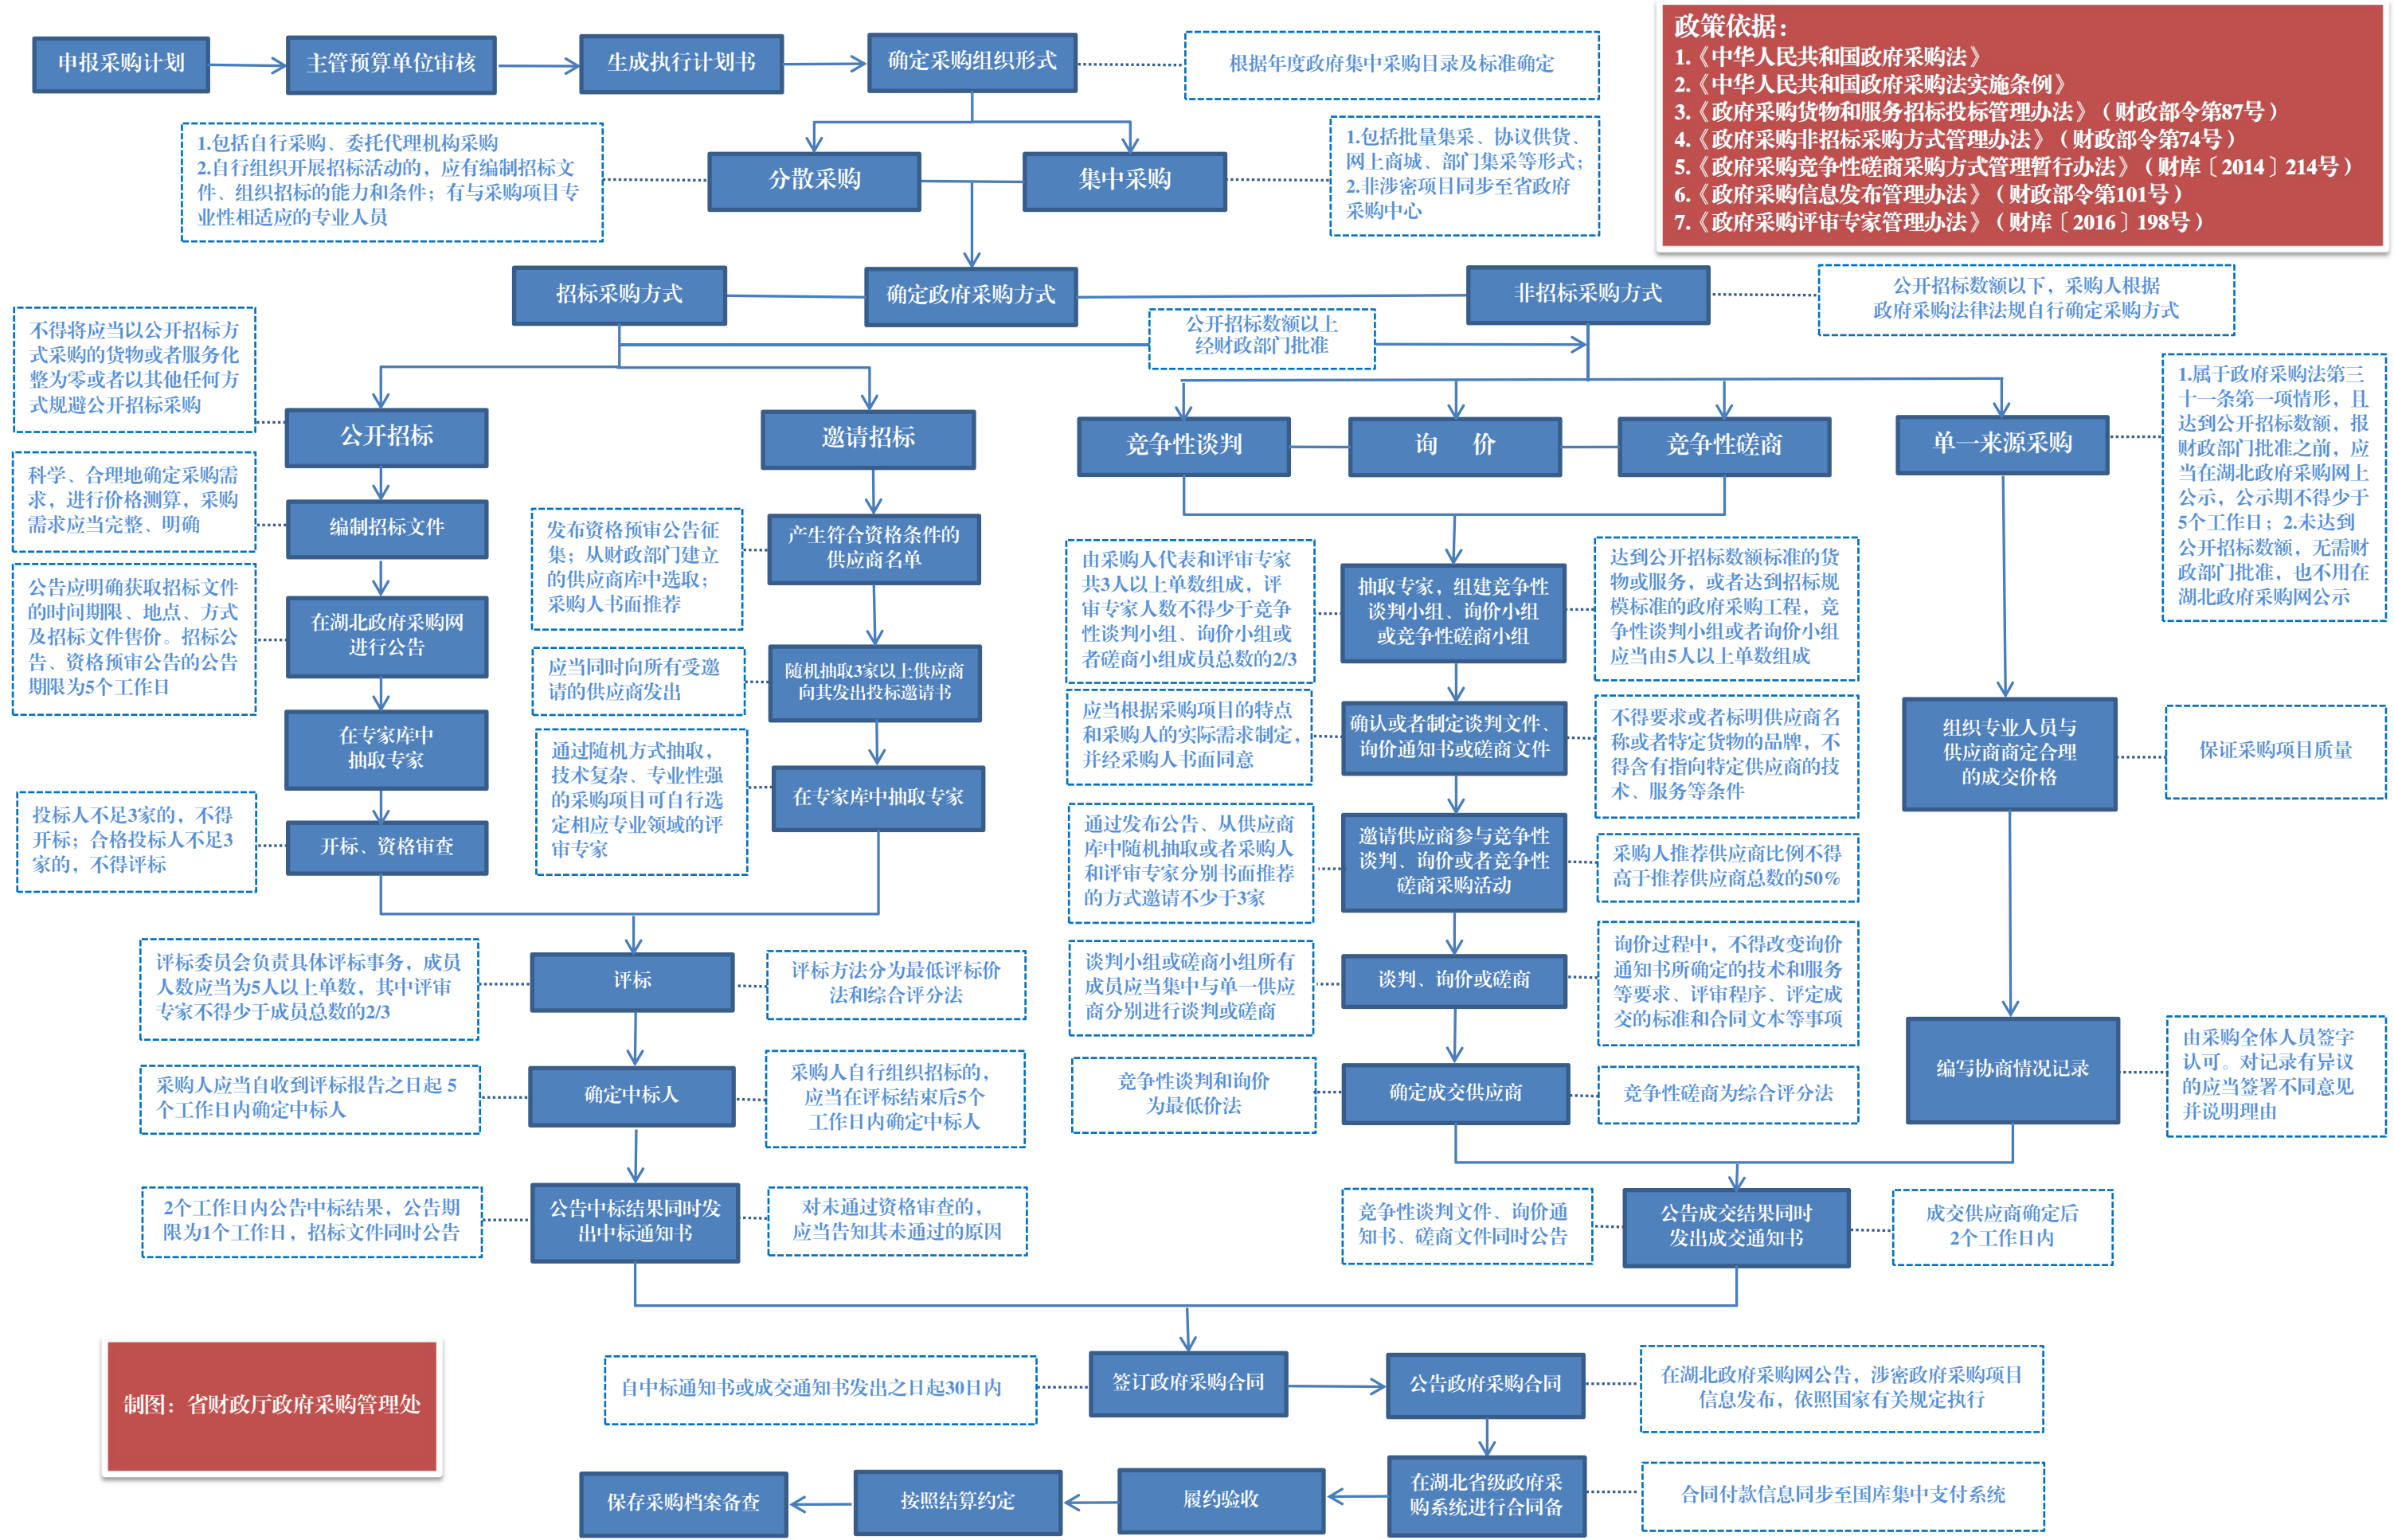 政策依据：
1.《中华人民共和国政府采购法》
2.《中华人民共和国政府采购法实施条例》
3.《政府采购货物和服务招标投标管理办法》（财政部令第87号）
4.《政府采购非招标采购方式管理办法》（财政部令第74号）
5.《政府采购竞争性磋商采购方式管理暂行办法》（财库〔2014〕214号）
6.《政府采购信息发布管理办法》（财政部令第101号）
7.《政府采购评审专家管理办法》（财库〔2016〕198号）
申报采购计划
主管预算单位审核
生成执行计划书
确定采购组织形式
根据年度政府集中采购目录及标准确定
1.包括自行采购、委托代理机构采购
2.自行组织开展招标活动的，应有编制招标文
件、组织招标的能力和条件；有与采购项目专
业性相适应的专业人员
分散采购
集中采购
1.包括批量集采、协议供货、
网上商城、部门集采等形式；
2.非涉密项目同步至省政府
采购中心
招标采购方式
确定政府采购方式
非招标采购方式
公开招标数额以下，采购人根据
政府采购法律法规自行确定采购方式
公开招标数额以上
经财政部门批准
不得将应当以公开招标方
式采购的货物或者服务化
整为零或者以其他任何方
式规避公开招标采购
公开招标
邀请招标
竞争性谈判
询 价
竞争性磋商
单一来源采购
1.属于政府采购法第三
十一条第一项情形，且
达到公开招标数额，报
财政部门批准之前，应
当在湖北政府采购网上
公示，公示期不得少于
5个工作日；2.未达到
公开招标数额，无需财
政部门批准，也不用在
湖北政府采购网公示
科学、合理地确定采购需
求，进行价格测算，采购
需求应当完整、明确
编制招标文件
公告应明确获取招标文件
的时间期限、地点、方式
及招标文件售价。招标公
告、资格预审公告的公告
期限为5个工作日
在湖北政府采购网
进行公告
在专家库中
抽取专家
投标人不足3家的，不得
开标；合格投标人不足3
家的，不得评标
开标、资格审查
发布资格预审公告征
集；从财政部门建立
的供应商库中选取；
采购人书面推荐
产生符合资格条件的
供应商名单
应当同时向所有受邀
请的供应商发出
随机抽取3家以上供应商
向其发出投标邀请书
通过随机方式抽取，
技术复杂、专业性强
的采购项目可自行选
定相应专业领域的评
审专家
在专家库中抽取专家
由采购人代表和评审专家
共3人以上单数组成，评
审专家人数不得少于竞争
性谈判小组、询价小组或
者磋商小组成员总数的2/3
抽取专家，组建竞争性
谈判小组、询价小组
或竞争性磋商小组
达到公开招标数额标准的货
物或服务，或者达到招标规
模标准的政府采购工程，竞
争性谈判小组或者询价小组
应当由5人以上单数组成
应当根据采购项目的特点
和采购人的实际需求制定，
并经采购人书面同意
确认或者制定谈判文件、
询价通知书或磋商文件
不得要求或者标明供应商名
称或者特定货物的品牌，不
得含有指向特定供应商的技
术、服务等条件
通过发布公告、从供应商
库中随机抽取或者采购人
和评审专家分别书面推荐
的方式邀请不少于3家
邀请供应商参与竞争性
谈判、询价或者竞争性
磋商采购活动
采购人推荐供应商比例不得
高于推荐供应商总数的50%
谈判小组或磋商小组所有
成员应当集中与单一供应
商分别进行谈判或磋商
谈判、询价或磋商
询价过程中，不得改变询价
通知书所确定的技术和服务
等要求、评审程序、评定成
交的标准和合同文本等事项
竞争性谈判和询价
为最低价法
确定成交供应商
竞争性磋商为综合评分法
组织专业人员与
供应商商定合理
的成交价格
保证采购项目质量
编写协商情况记录
由采购全体人员签字
认可。对记录有异议
的应当签署不同意见
并说明理由
评标委员会负责具体评标事务，成员
人数应当为5人以上单数，其中评审
专家不得少于成员总数的2/3
评标
评标方法分为最低评标价
法和综合评分法
采购人应当自收到评标报告之日起 5
个工作日内确定中标人
确定中标人
采购人自行组织招标的，
应当在评标结束后5个
工作日内确定中标人
2个工作日内公告中标结果，公告期
限为1个工作日，招标文件同时公告
公告中标结果同时发
出中标通知书
对未通过资格审查的，
应当告知其未通过的原因
竞争性谈判文件、询价通
知书、磋商文件同时公告
公告成交结果同时
发出成交通知书
成交供应商确定后
2个工作日内
制图：省财政厅政府采购管理处
自中标通知书或成交通知书发出之日起30日内
签订政府采购合同
公告政府采购合同
在湖北政府采购网公告，涉密政府采购项目
信息发布，依照国家有关规定执行
保存采购档案备查
按照结算约定
履约验收
在湖北省级政府采
购系统进行合同备
合同付款信息同步至国库集中支付系统